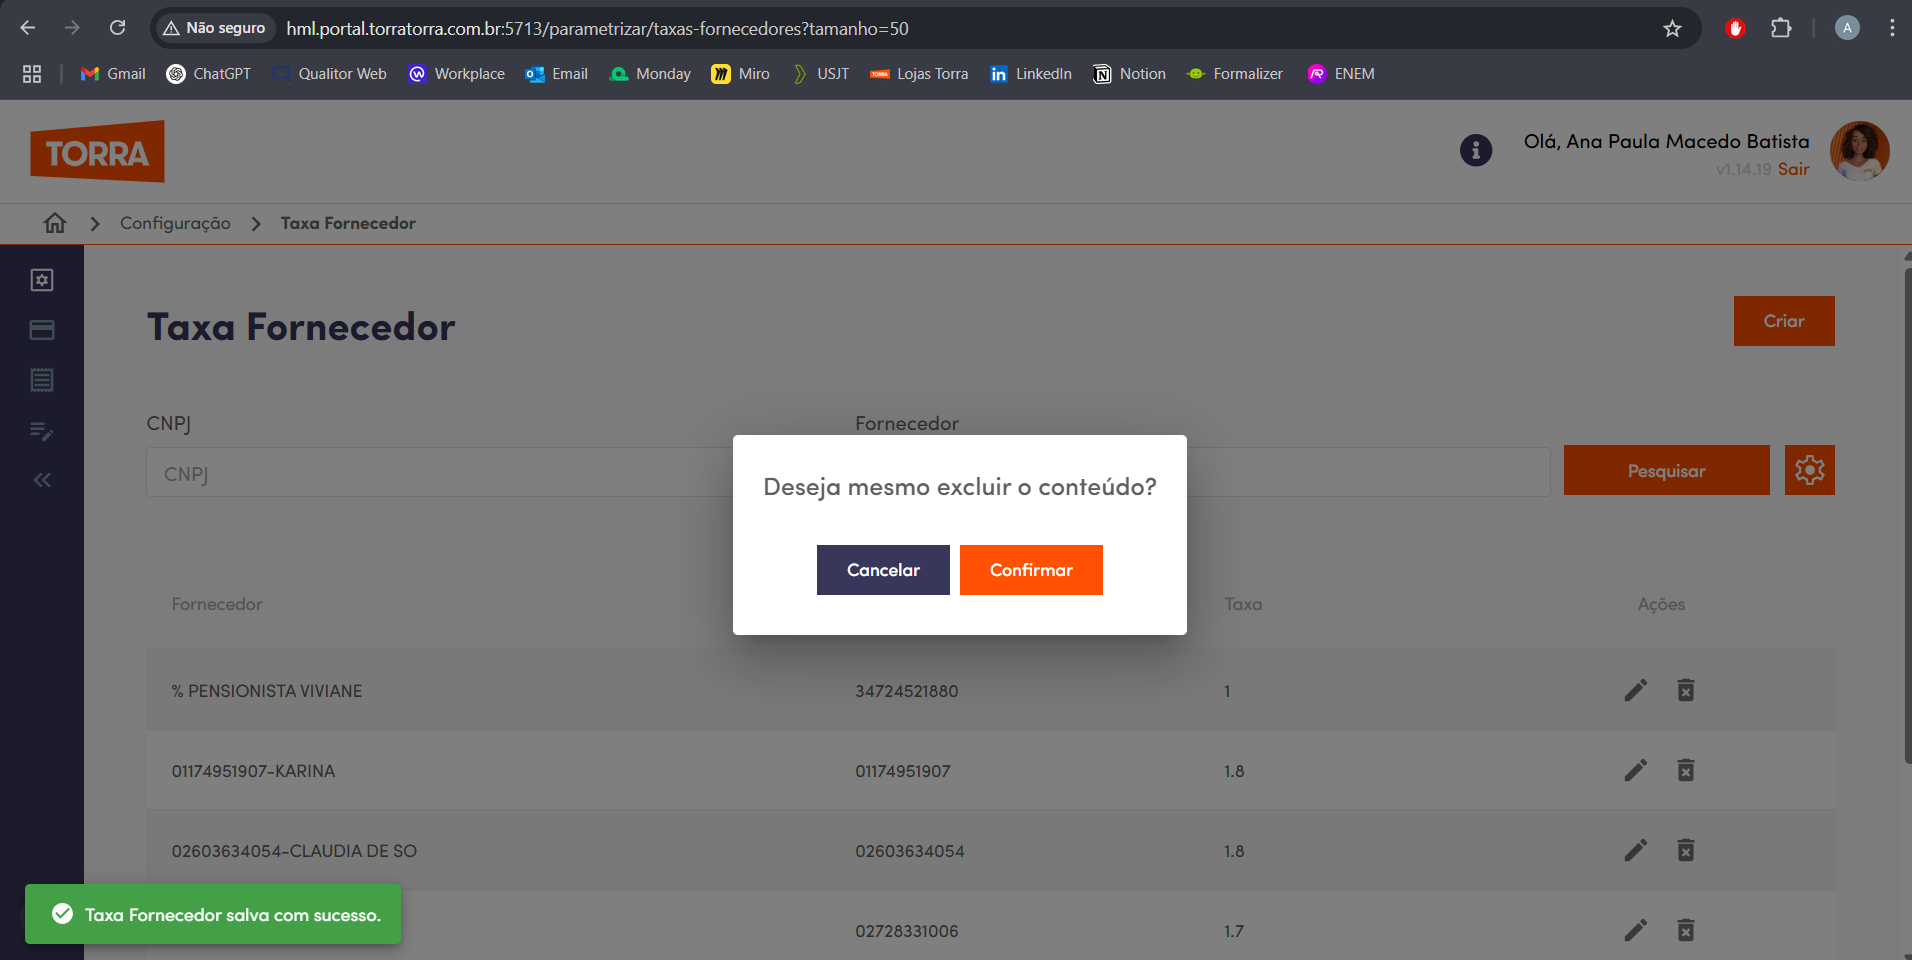 Não seguro hml.portal.torratorra.com.br:5713/parametrizar/taxas-fornecedores?tamanho=50 A
Gmail ChatGPT Qualitor Web Workplace Email Monday Miro USJT Lojas Torra LinkedIn Notion Formalizer ENEM
TORRA
Olá, Ana Paula Macedo Batista
v1.14.19 Sair
Configuração Taxa Fornecedor
Taxa Fornecedor
Criar
CNPJ Fornecedor
CNPJ
Pesquisar
Deseja mesmo excluir o conteúdo?
Cancelar Confirmar
Fornecedor Taxa Ações
% PENSIONISTA VIVIANE 34724521880 1
01174951907-KARINA 01174951907 1.8
02603634054-CLAUDIA DE SO 02603634054 1.8
02728331006 1.7
Taxa Fornecedor salva com sucesso.